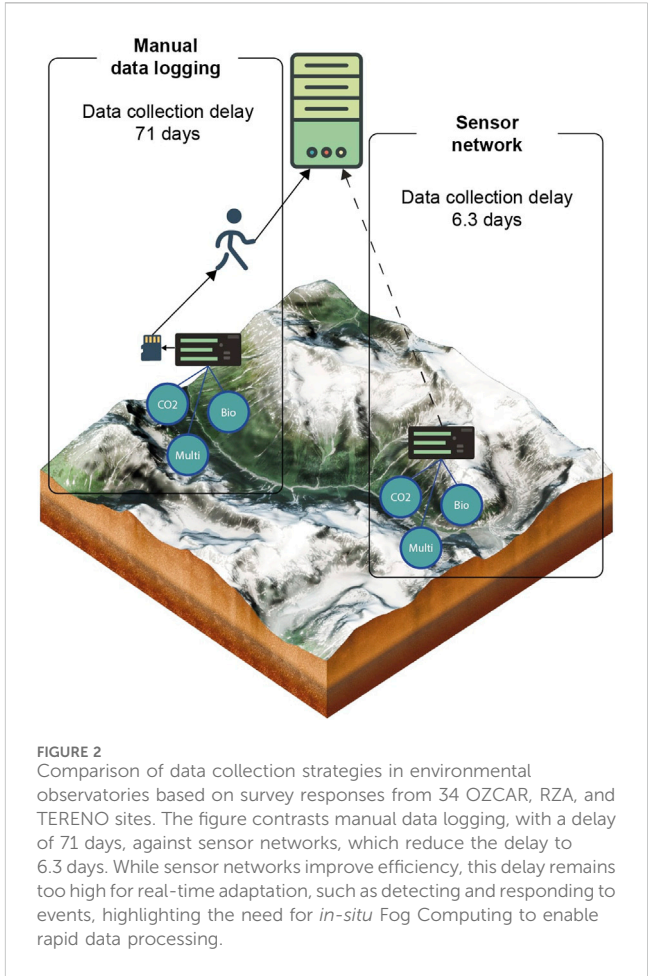 Manual
data logging
Data collection delay
71 days
Sensor
network
Data collection delay
6.3 days
CO2
Bio
Multi
CO2
Bio
Multi
FIGURE 2
Comparison of data collection strategies in environmental
observatories based on survey responses from 34 OZCAR, RZA, and
TERENO sites. The figure contrasts manual data logging, with a delay
of 71 days, against sensor networks, which reduce the delay to
6.3 days. While sensor networks improve efficiency, this delay remains
too high for real-time adaptation, such as detecting and responding to
events, highlighting the need for in-situ Fog Computing to enable
rapid data processing.